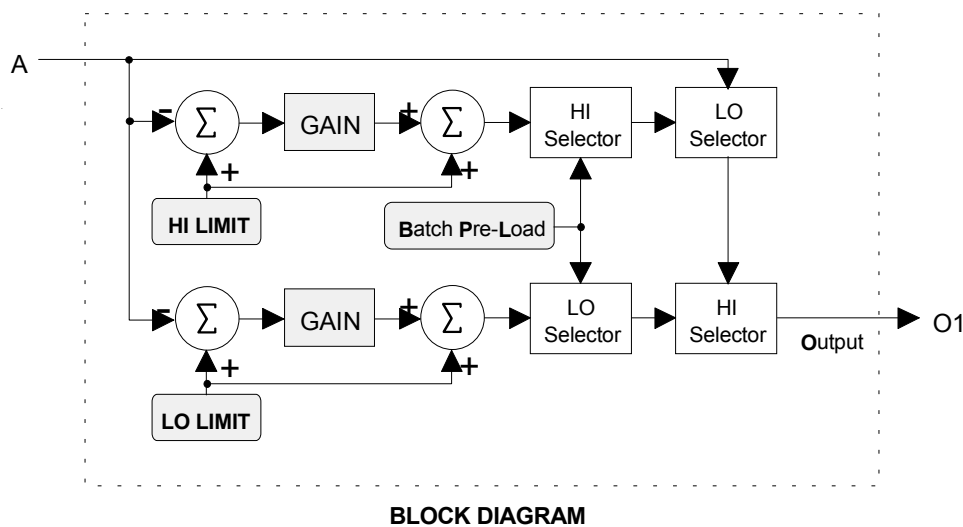 A
-
Σ
GAIN
+
Σ
HI
Selector
LO
Selector
+
+
HI LIMIT
Batch Pre-Load
-
Σ
GAIN
+
Σ
LO
Selector
HI
Selector
O1
Output
+
+
LO LIMIT
BLOCK DIAGRAM